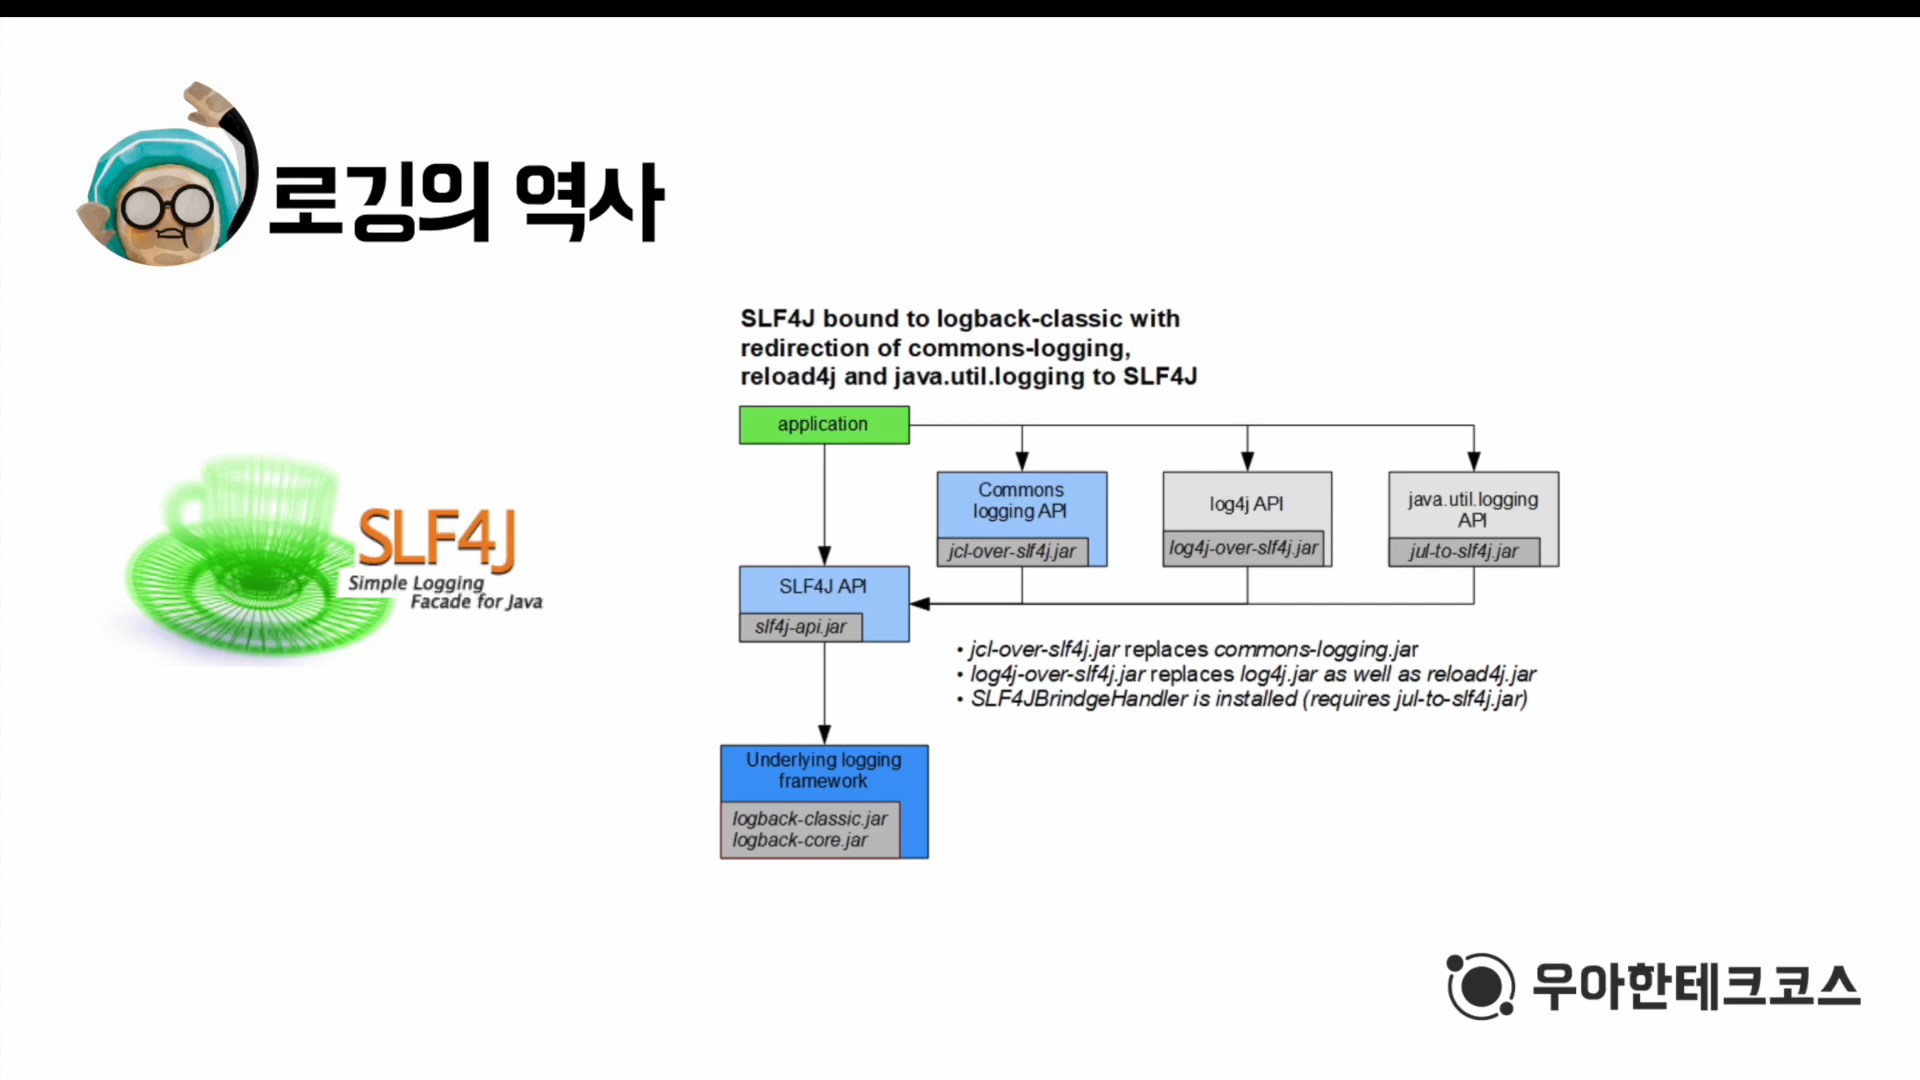 로깅의 역사
SLF4J bound to logback-classic with
redirection of commons-logging,
reload4j and java.util.logging to SLF4J
application
Commons
logging API
jcl-over-slf4j.jar
log4j API
log4j-over-slf4j.jar
java.util.logging
API
jul-to-slf4j.jar
SLF4J
Simple Logging
Facade for Java
SLF4J API
slf4j-api.jar
• jcl-over-slf4j.jar replaces commons-logging.jar
• log4j-over-slf4j.jar replaces log4j.jar as well as reload4j.jar
• SLF4JBrindgeHandler is installed (requires jul-to-slf4j.jar)
Underlying logging
framework
logback-classic.jar
logback-core.jar
우아한테크코스